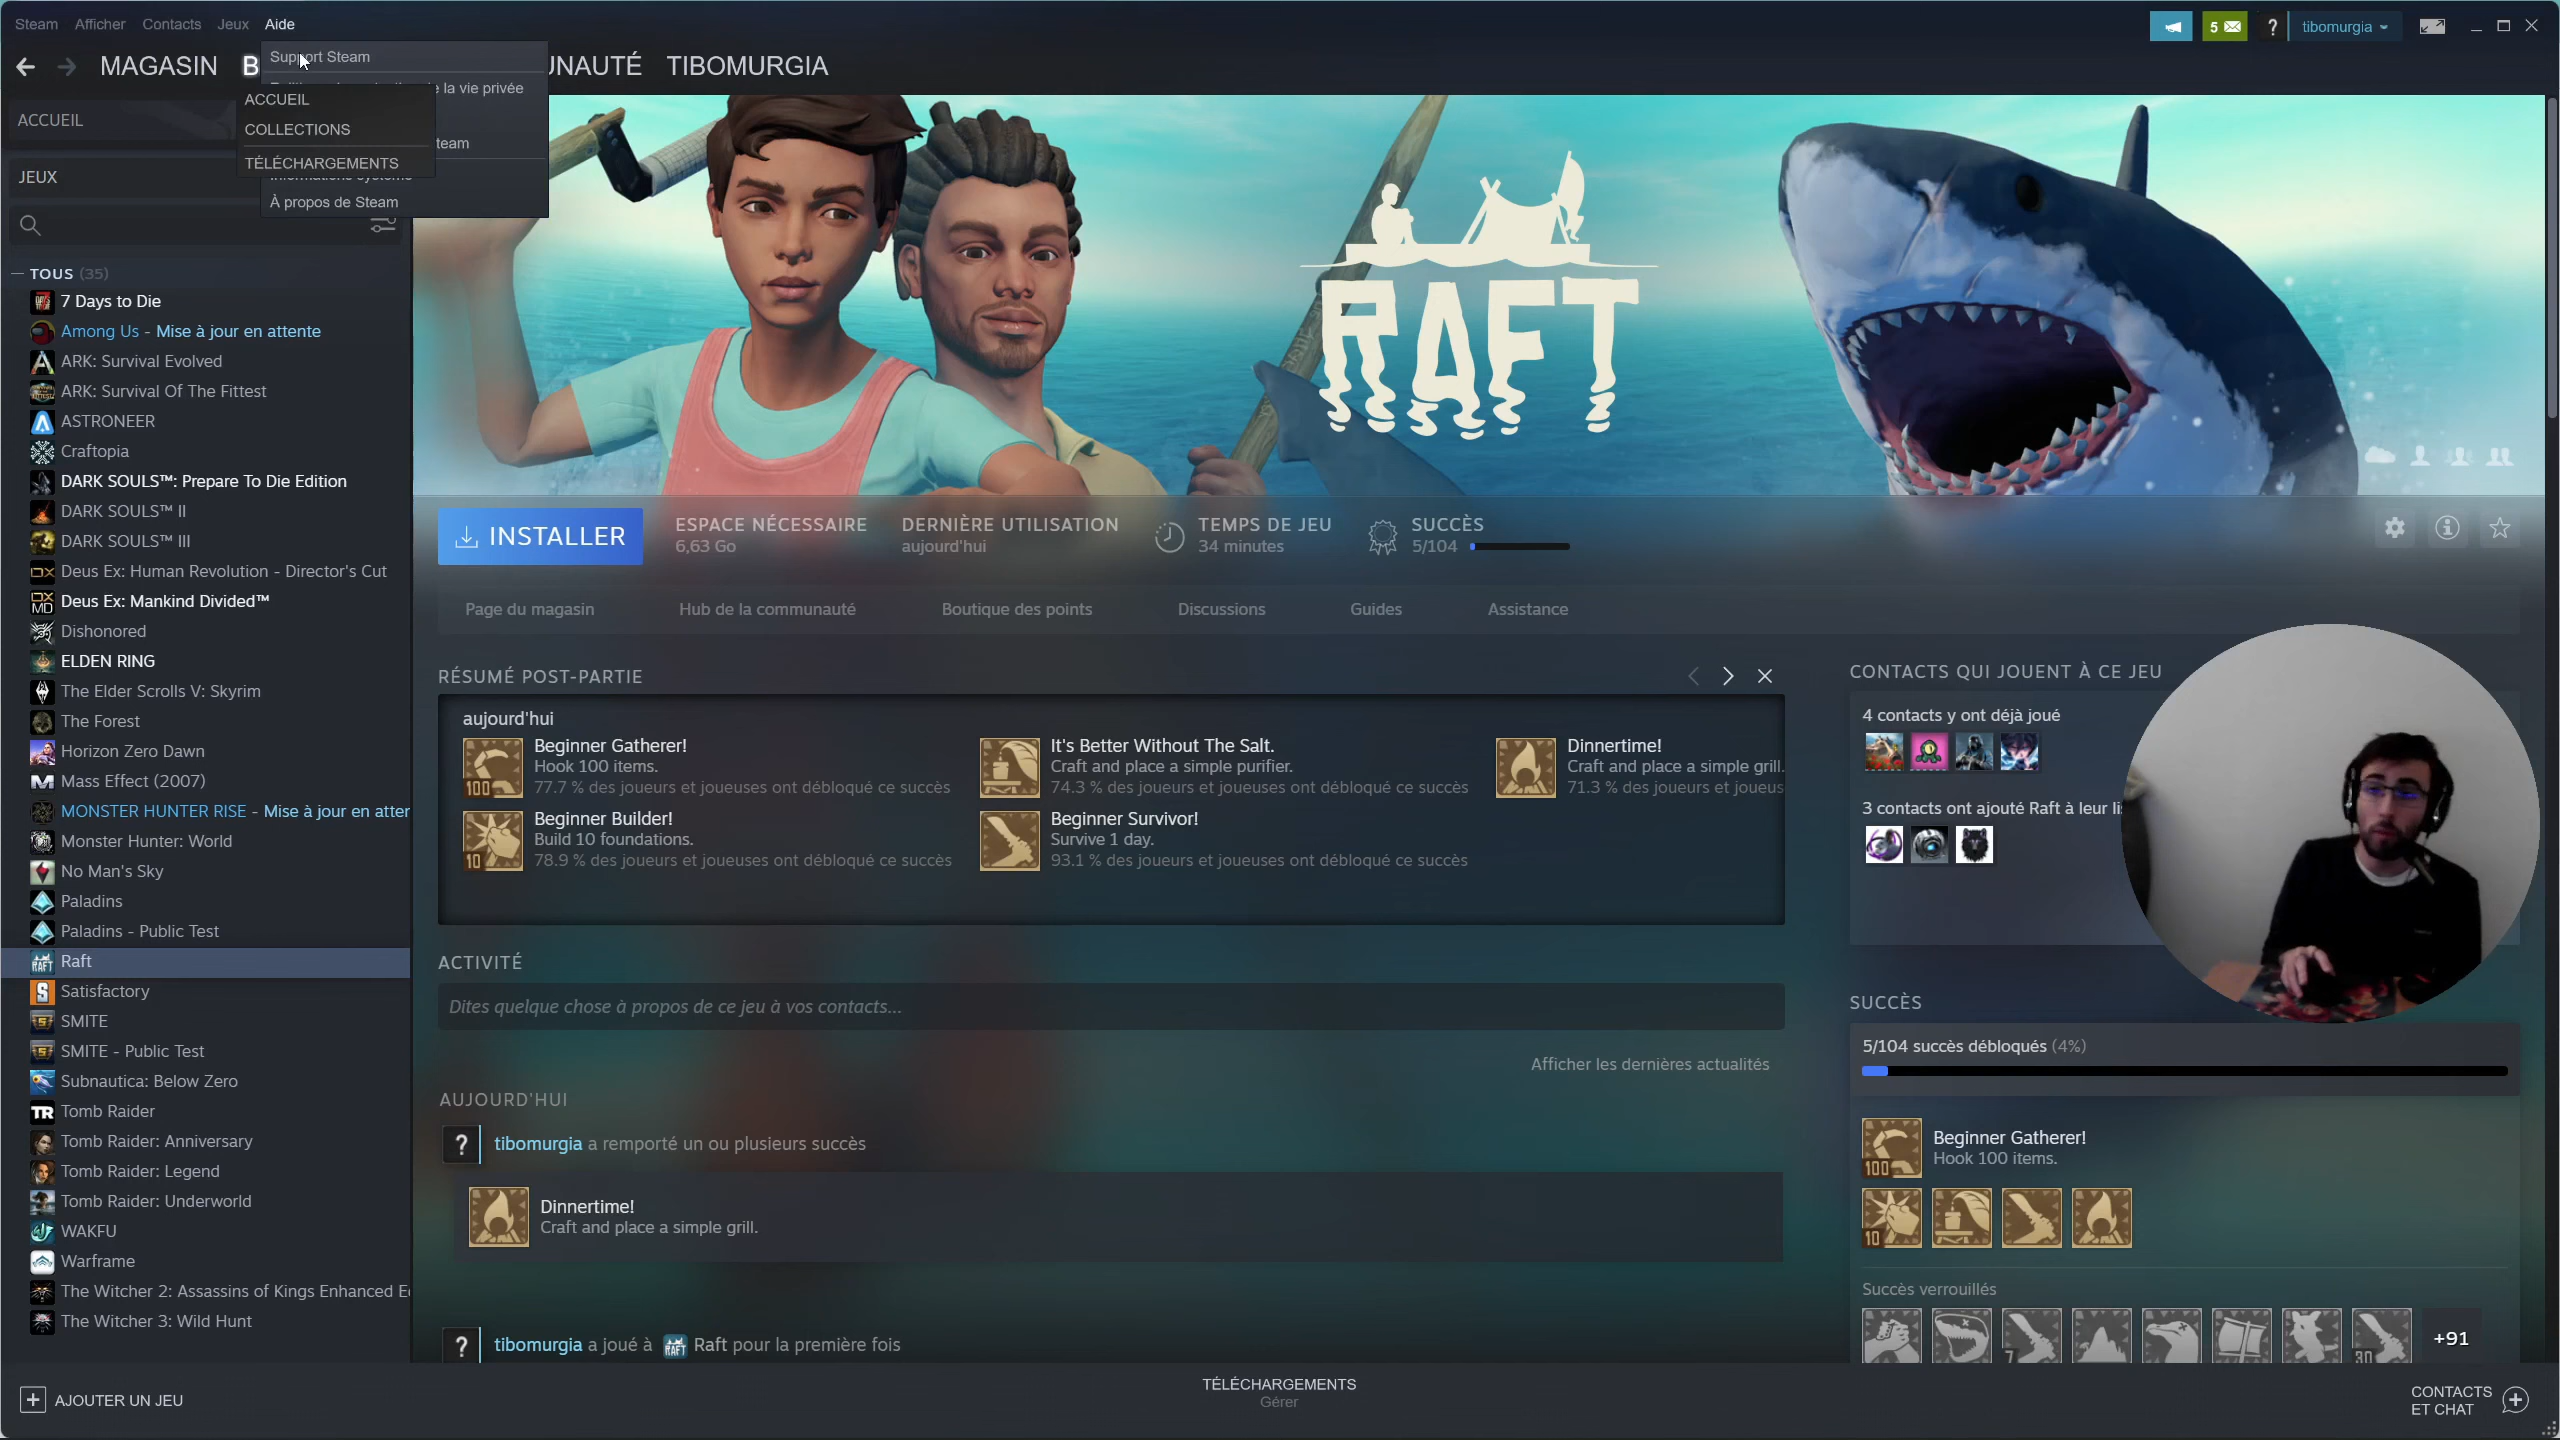 Steam Afficher Contacts Jeux Aide
5
?
tibomurgia
MAGASIN B UNAUTÉ TIBOMURGIA
Support Steam
la vie privée
ACCUEIL
COLLECTIONS
team
TÉLÉCHARGEMENTS
Informations système
À propos de Steam
ACCUEIL
JEUX
TOUS (35)
7 Days to Die
Among Us - Mise à jour en attente
ARK: Survival Evolved
ARK: Survival Of The Fittest
ASTRONEER
Craftopia
DARK SOULS™: Prepare To Die Edition
DARK SOULS™ II
DARK SOULS™ III
Deus Ex: Human Revolution - Director's Cut
Deus Ex: Mankind Divided™
Dishonored
ELDEN RING
The Elder Scrolls V: Skyrim
The Forest
Horizon Zero Dawn
Mass Effect (2007)
MONSTER HUNTER RISE - Mise à jour en atter
Monster Hunter: World
No Man's Sky
Paladins
Paladins - Public Test
Raft
Satisfactory
SMITE
SMITE - Public Test
Subnautica: Below Zero
Tomb Raider
Tomb Raider: Anniversary
Tomb Raider: Legend
Tomb Raider: Underworld
WAKFU
Warframe
The Witcher 2: Assassins of Kings Enhanced E
The Witcher 3: Wild Hunt
AJOUTER UN JEU
RAFT
INSTALLER
ESPACE NÉCESSAIRE
6,63 Go
DERNIÈRE UTILISATION
aujourd'hui
TEMPS DE JEU
34 minutes
SUCCÈS
5/104
Page du magasin Hub de la communauté Boutique des points Discussions Guides Assistance
RÉSUMÉ POST-PARTIE
aujourd'hui
Beginner Gatherer!
Hook 100 items.
77.7 % des joueurs et joueuses ont débloqué ce succès
100
It's Better Without The Salt.
Craft and place a simple purifier.
74.3 % des joueurs et joueuses ont débloqué ce succès
Dinnertime!
Craft and place a simple grill.
71.3 % des joueurs et joueus
Beginner Builder!
Build 10 foundations.
78.9 % des joueurs et joueuses ont débloqué ce succès
10
Beginner Survivor!
Survive 1 day.
93.1 % des joueurs et joueuses ont débloqué ce succès
ACTIVITÉ
Dites quelque chose à propos de ce jeu à vos contacts...
Afficher les dernières actualités
AUJOURD'HUI
? tibomurgia a remporté un ou plusieurs succès
Dinnertime!
Craft and place a simple grill.
? tibomurgia a joué à Raft pour la première fois
CONTACTS QUI JOUENT À CE JEU
4 contacts y ont déjà joué
3 contacts ont ajouté Raft à leur li
SUCCÈS
5/104 succès débloqués (4%)
Beginner Gatherer!
Hook 100 items.
100
10
Succès verrouillés
7
30
+91
TÉLÉCHARGEMENTS
Gérer
CONTACTS
ET CHAT